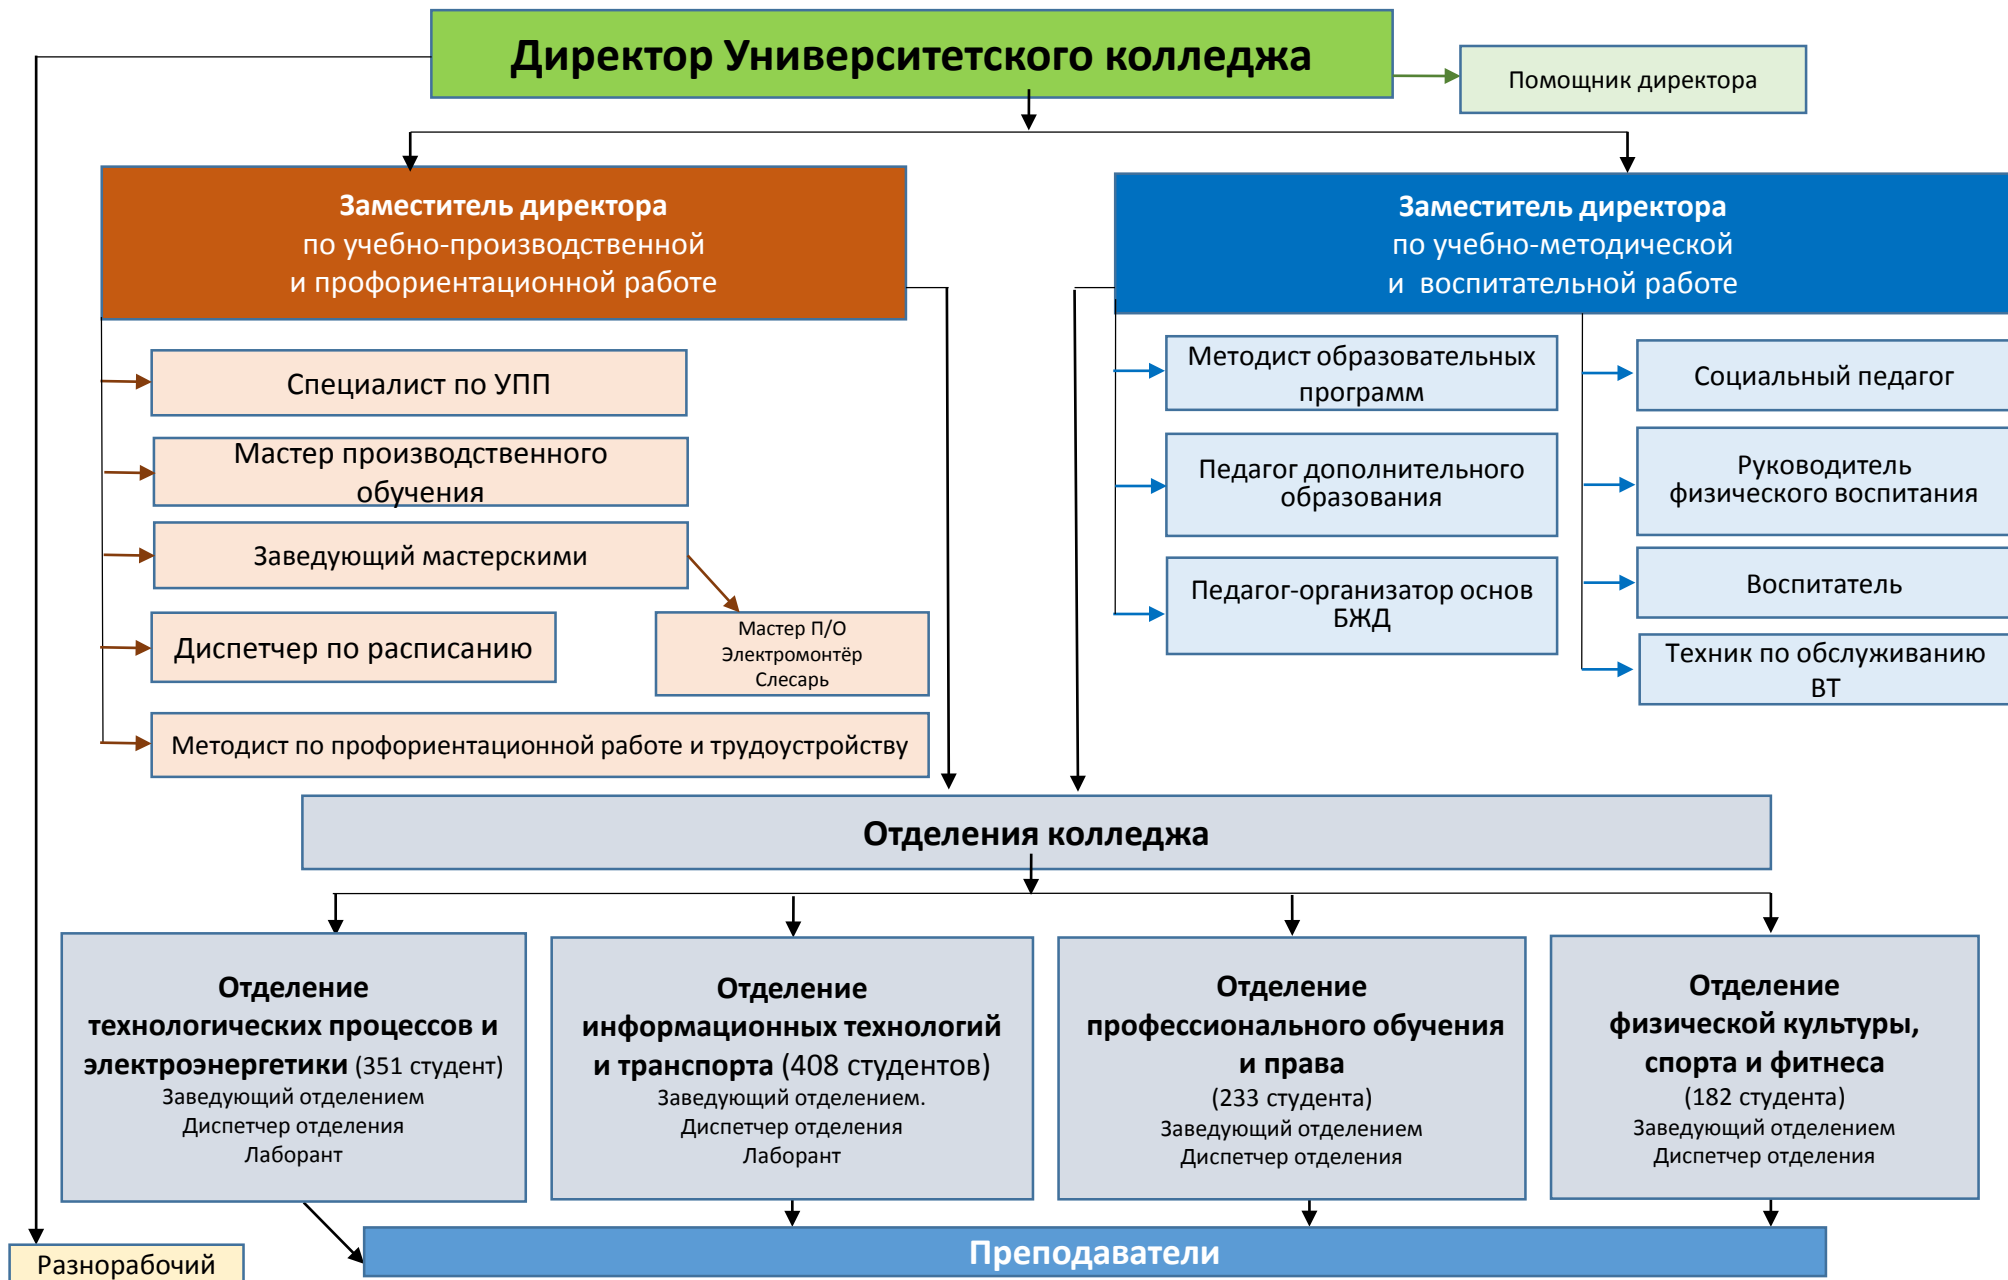 Директор Университетского колледжа
Помощник директора
Заместитель директора
по учебно-производственной
и профориентационной работе
Заместитель директора
по учебно-методической
и воспитательной работе
Специалист по УПП
Мастер производственного
обучения
Заведующий мастерскими
Диспетчер по расписанию
Мастер П/О
Электромонтёр
Слесарь
Методист по профориентационной работе и трудоустройству
Методист образовательных
программ
Педагог дополнительного
образования
Педагог-организатор основ
БЖД
Социальный педагог
Руководитель
физического воспитания
Воспитатель
Техник по обслуживанию
ВТ
Отделения колледжа
Отделение
технологических процессов и
электроэнергетики (351 студент)
Заведующий отделением
Диспетчер отделения
Лаборант
Отделение
информационных технологий
и транспорта (408 студентов)
Заведующий отделением.
Диспетчер отделения
Лаборант
Отделение
профессионального обучения
и права
(233 студента)
Заведующий отделением
Диспетчер отделения
Отделение
физической культуры,
спорта и фитнеса
(182 студента)
Заведующий отделением
Диспетчер отделения
Преподаватели
Разнорабочий